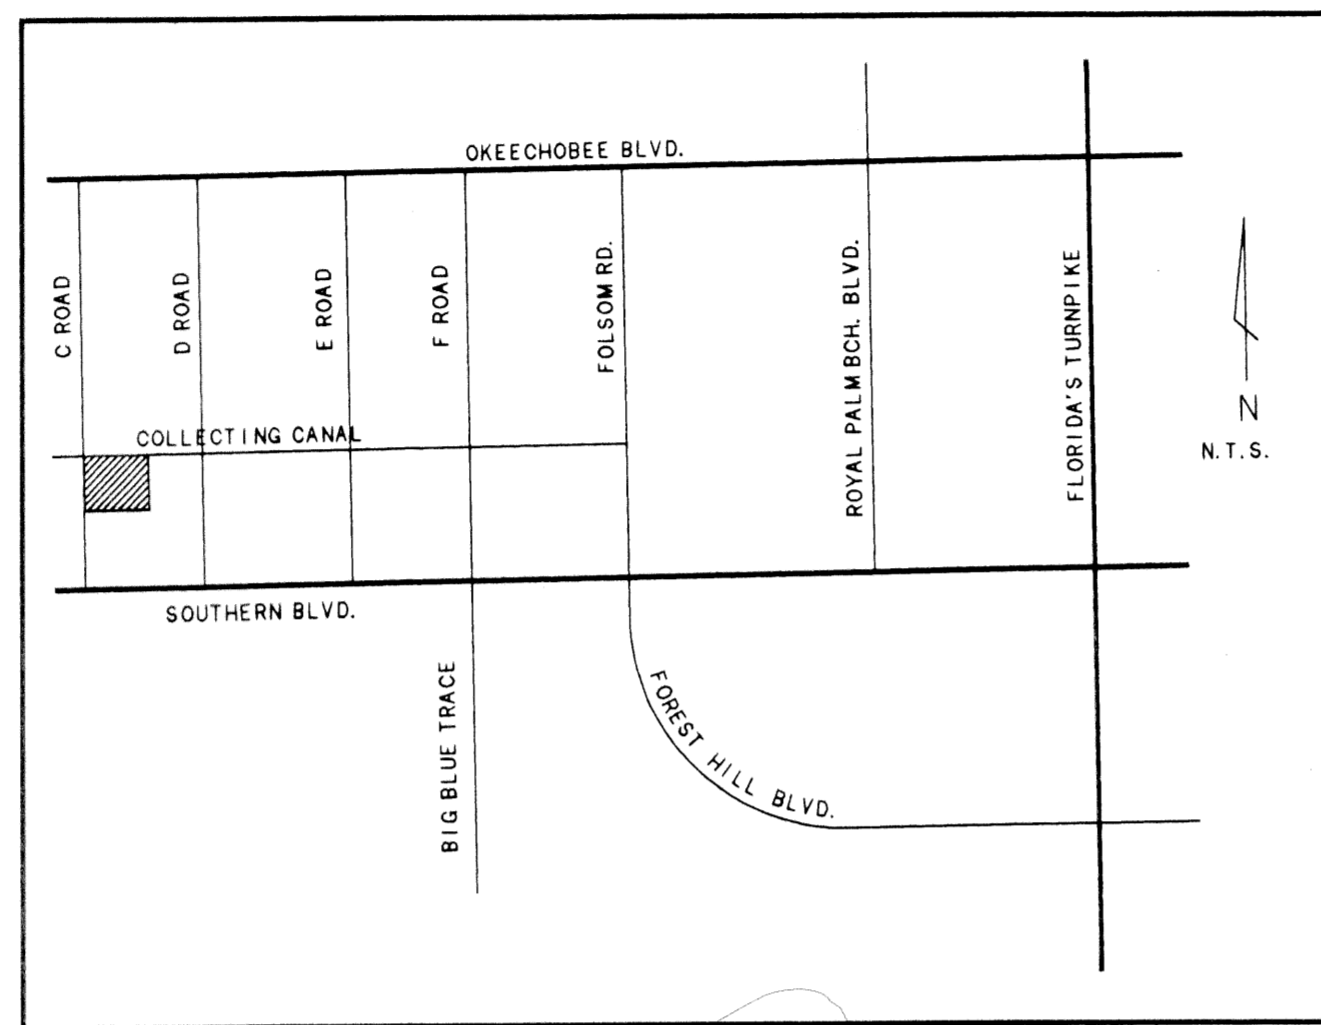 OKEECHOBEE BLVD.
C ROAD
D ROAD
E ROAD
F ROAD
FOLSOM RD.
ROYAL PALM BCH. BLVD.
FLORIDA'S TURNPIKE
N
N.T.S.
COLLECTING CANAL
SOUTHERN BLVD.
BIG BLUE TRACE
FOREST HILL BLVD.